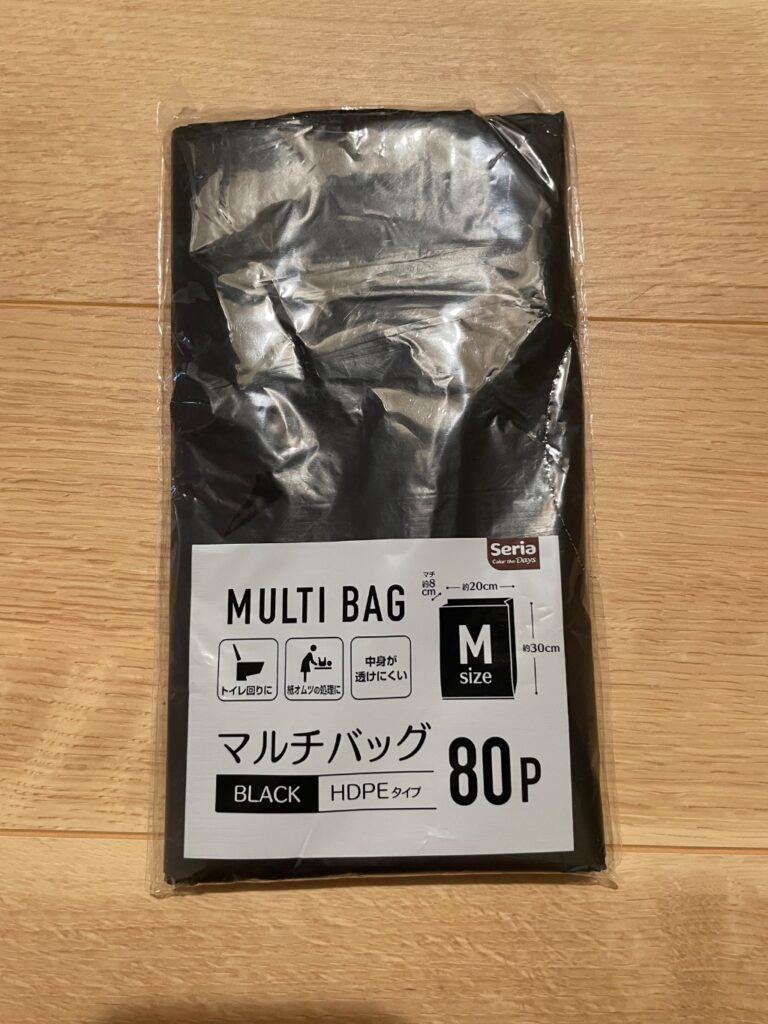 Seria
Color the Days
MULTI BAG
マチ
約8
cm
約20cm
M
size
約30cm
トイレ回りに
紙オムツの処理に
中身が
透けにくい
マルチバッグ
BLACK
HDPEタイプ
80P